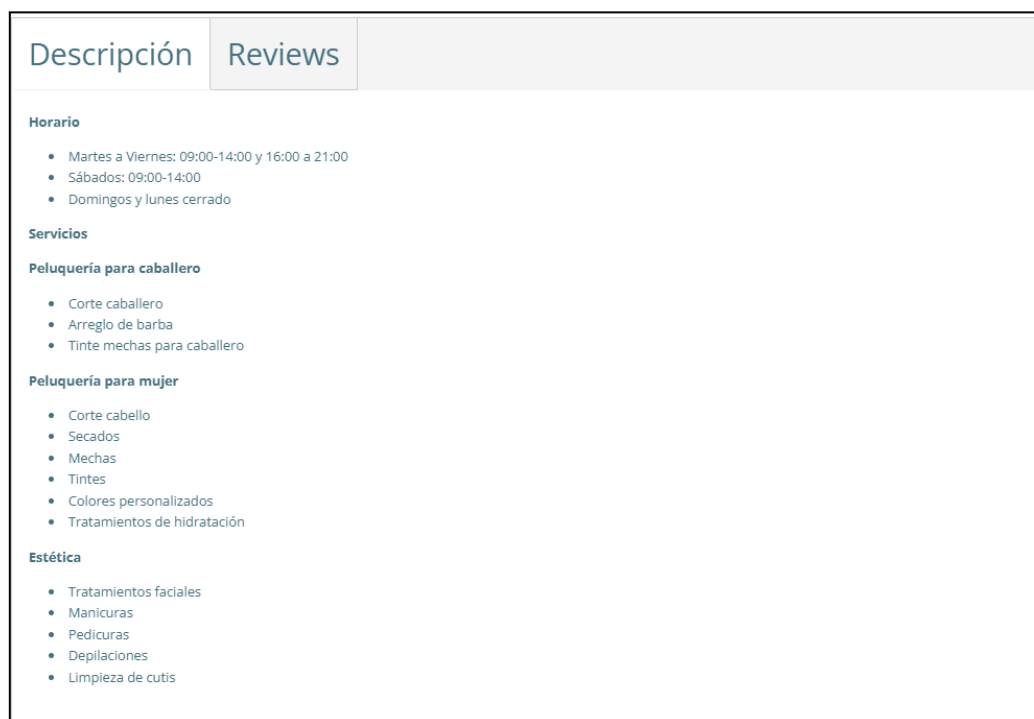 Descripción
Reviews
Horario
Martes a Viernes: 09:00-14:00 y 16:00 a 21:00
Sábados: 09:00-14:00
Domingos y lunes cerrado
Servicios
Peluquería para caballero
Corte caballero
Arreglo de barba
Tinte mechas para caballero
Peluquería para mujer
Corte cabello
Secados
Mechas
Tintes
Colores personalizados
Tratamientos de hidratación
Estética
Tratamientos faciales
Manicuras
Pedicuras
Depilaciones
Limpieza de cutis